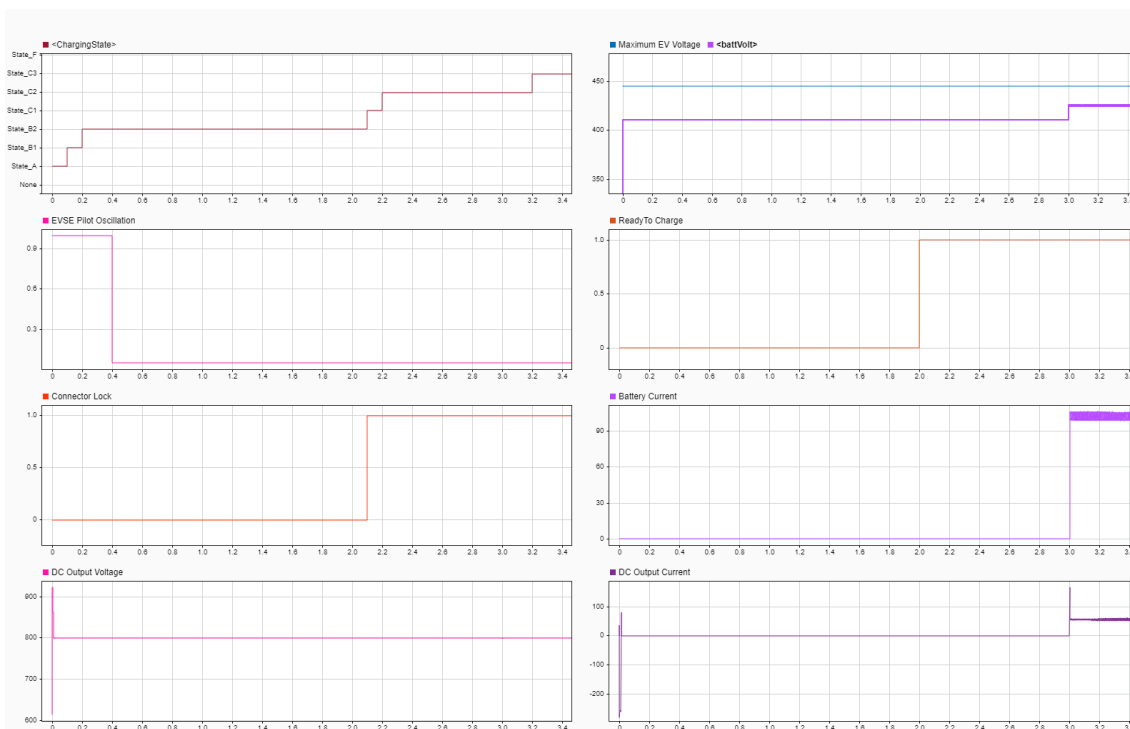 <ChargingState>
State_F
State_C3
State_C2
State_C1
State_B2
State_B1
State_A
None
0 0.2 0.4 0.6 0.8 1.0 1.2 1.4 1.6 1.8 2.0 2.2 2.4 2.6 2.8 3.0 3.2 3.4
Maximum EV Voltage <battVolt>
450
400
350
0 0.2 0.4 0.6 0.8 1.0 1.2 1.4 1.6 1.8 2.0 2.2 2.4 2.6 2.8 3.0 3.2 3.4
EVSE Pilot Oscillation
0.9
0.6
0.3
0 0.2 0.4 0.6 0.8 1.0 1.2 1.4 1.6 1.8 2.0 2.2 2.4 2.6 2.8 3.0 3.2 3.4
ReadyTo Charge
1.0
0.5
0
0 0.2 0.4 0.6 0.8 1.0 1.2 1.4 1.6 1.8 2.0 2.2 2.4 2.6 2.8 3.0 3.2 3.4
Connector Lock
1.0
0.5
0
0 0.2 0.4 0.6 0.8 1.0 1.2 1.4 1.6 1.8 2.0 2.2 2.4 2.6 2.8 3.0 3.2 3.4
Battery Current
90
60
30
0
0 0.2 0.4 0.6 0.8 1.0 1.2 1.4 1.6 1.8 2.0 2.2 2.4 2.6 2.8 3.0 3.2 3.4
DC Output Voltage
900
800
700
600
0 0.2 0.4 0.6 0.8 1.0 1.2 1.4 1.6 1.8 2.0 2.2 2.4 2.6 2.8 3.0 3.2 3.4
DC Output Current
100
0
-100
-200
0 0.2 0.4 0.6 0.8 1.0 1.2 1.4 1.6 1.8 2.0 2.2 2.4 2.6 2.8 3.0 3.2 3.4